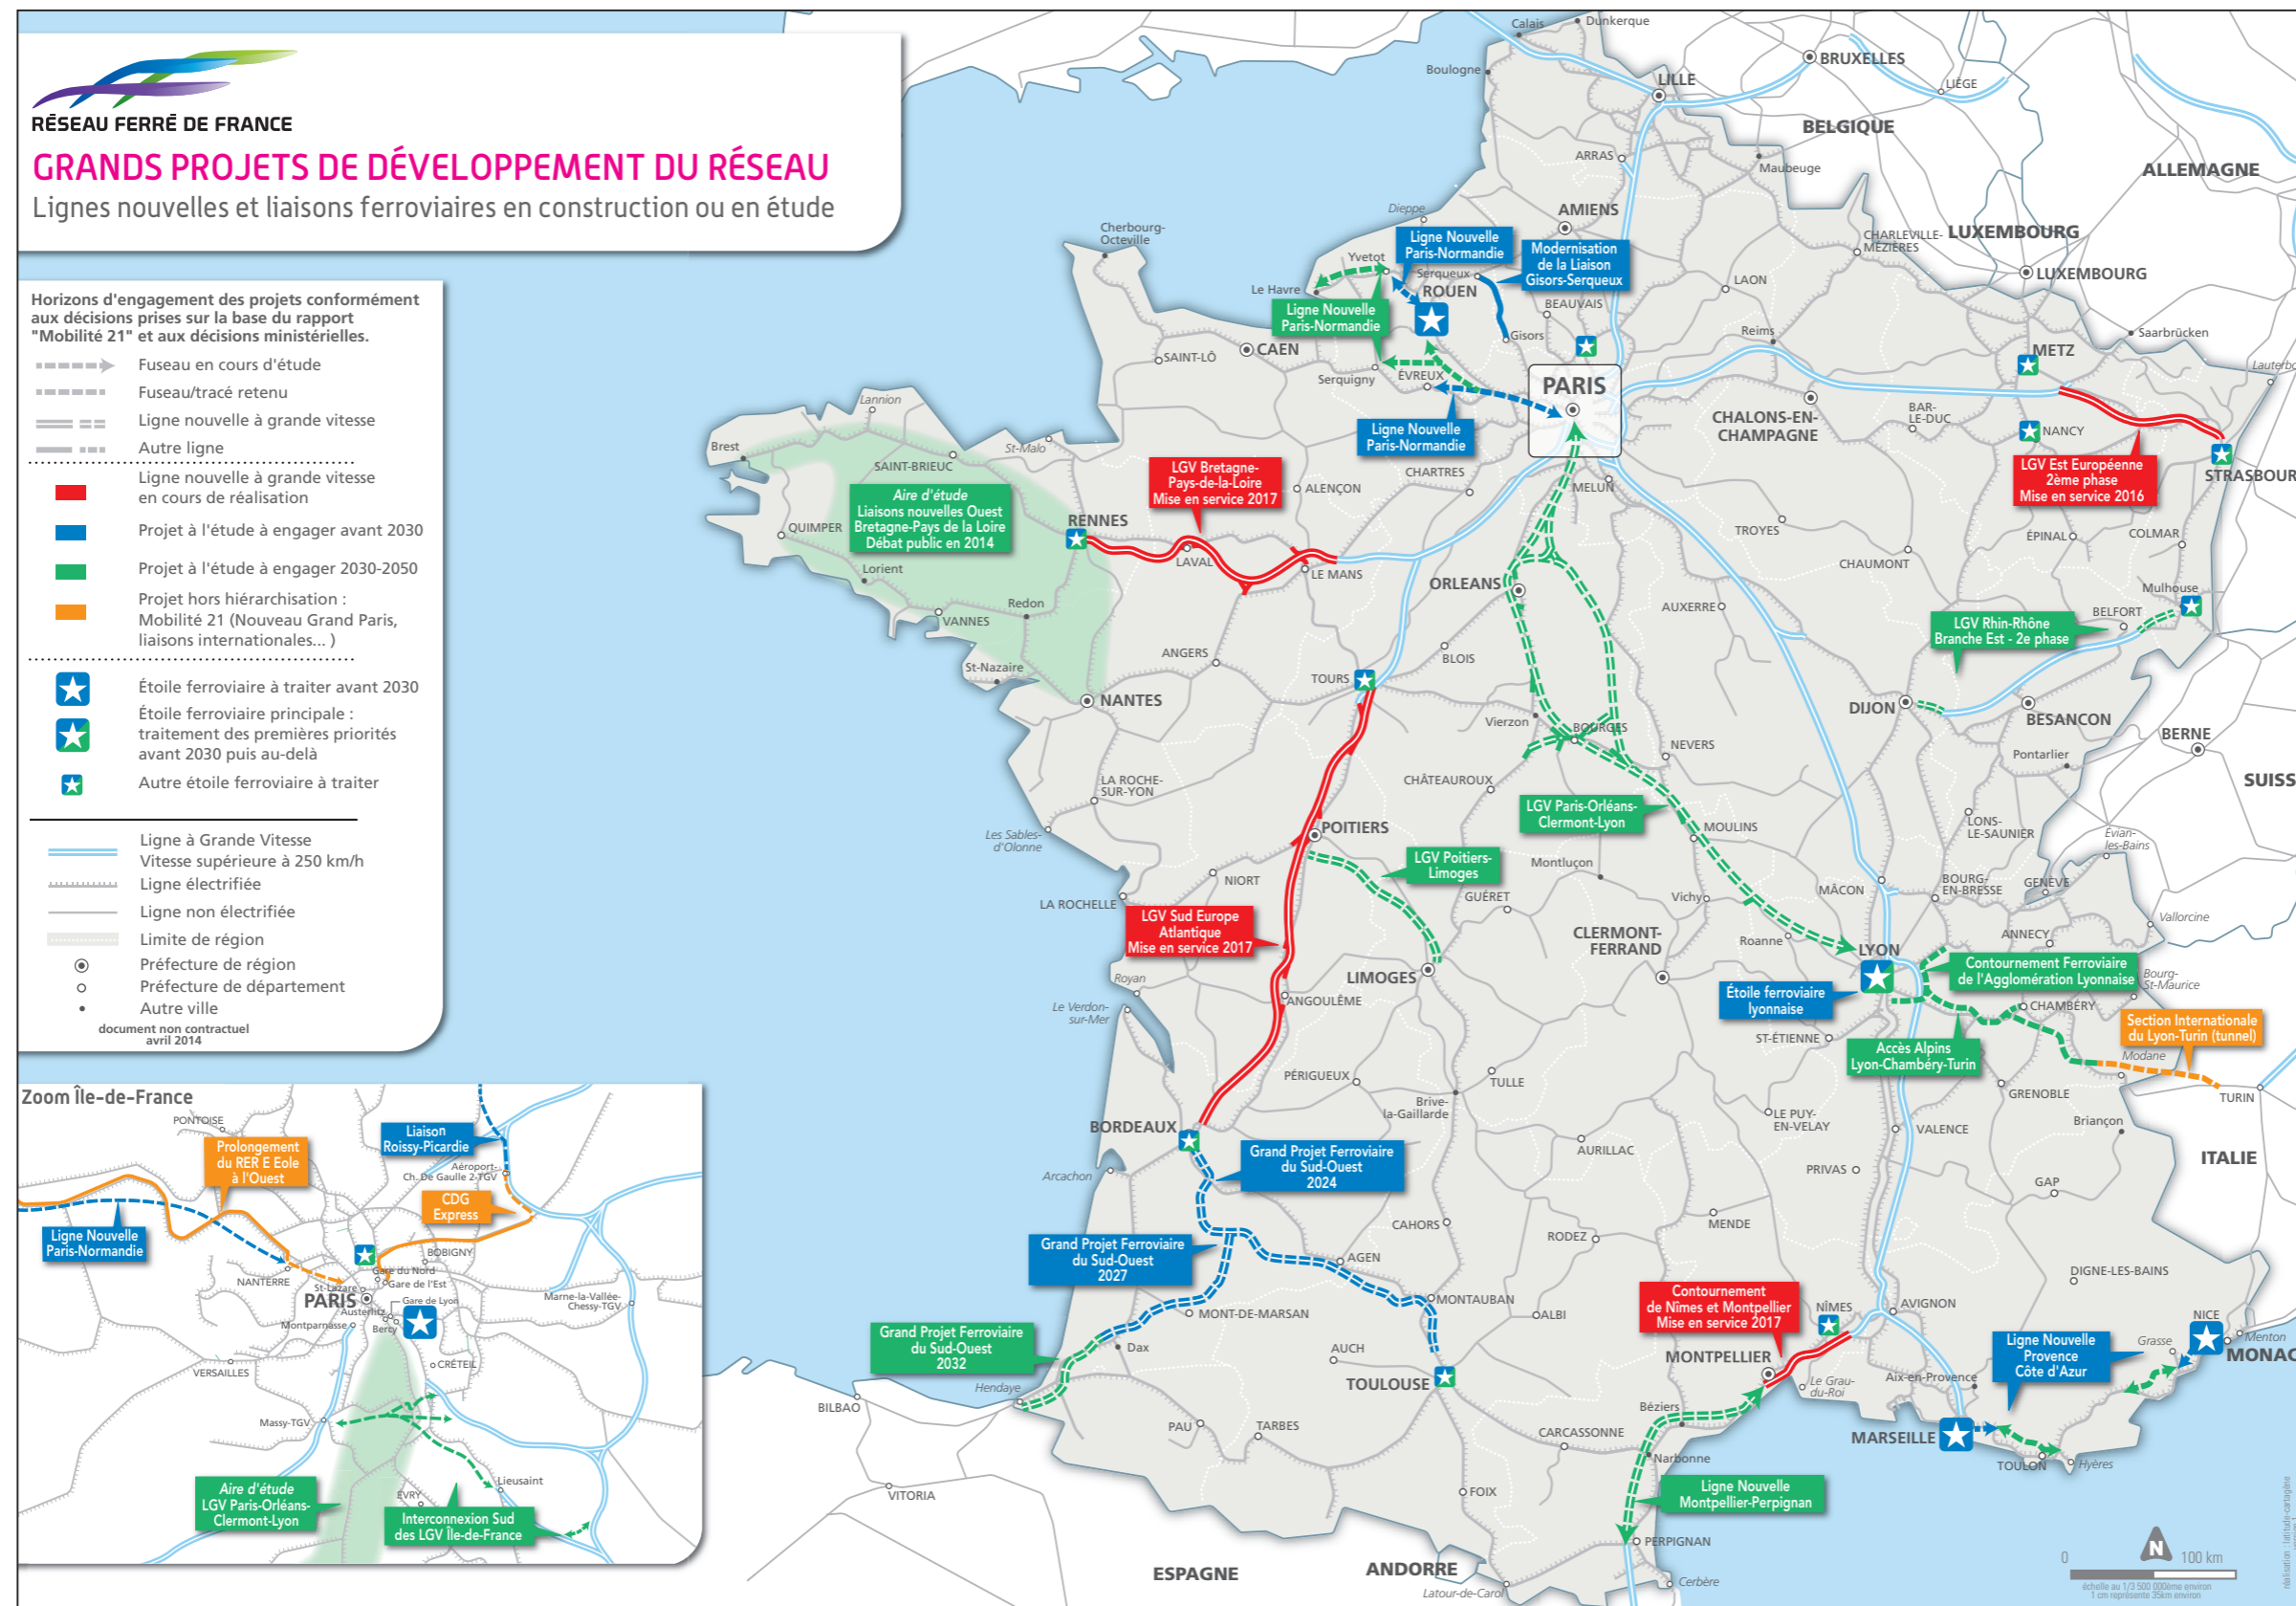 RÉSEAU FERRÉ DE FRANCE
GRANDS PROJETS DE DÉVELOPPEMENT DU RÉSEAU
Lignes nouvelles et liaisons ferroviaires en construction ou en étude
Horizons d'engagement des projets conformément
aux décisions prises sur la base du rapport
"Mobilité 21" et aux décisions ministérielles.
Fuseau en cours d'étude
Fuseau/tracé retenu
Ligne nouvelle à grande vitesse
Autre ligne
Ligne nouvelle à grande vitesse
en cours de réalisation
Projet à l'étude à engager avant 2030
Projet à l'étude à engager 2030-2050
Projet hors hiérarchisation :
Mobilité 21 (Nouveau Grand Paris,
liaisons internationales... )
Étoile ferroviaire à traiter avant 2030
Étoile ferroviaire principale :
traitement des premières priorités
avant 2030 puis au-delà
Autre étoile ferroviaire à traiter
Ligne à Grande Vitesse
Vitesse supérieure à 250 km/h
Ligne électrifiée
Ligne non électrifiée
Limite de région
Préfecture de région
Préfecture de département
Autre ville
document non contractuel
avril 2014
Zoom Île-de-France
PONTOISE
Prolongement
du RER E Eole
à l'Ouest
Liaison
Roissy-Picardie
Aéroport-
Ch. De Gaulle 2-TGV
CDG
Express
Ligne Nouvelle
Paris-Normandie
BOBIGNY
NANTERRE
Gare du Nord
St-Lazare
Gare de l'Est
PARIS
Gare de Lyon
Austerlitz
Montparnasse
Bercy
Marne-la-Vallée-
Chessy-TGV
CRÉTEIL
VERSAILLES
Massy-TGV
Lieusaint
ÉVRY
Aire d'étude
LGV Paris-Orléans-
Clermont-Lyon
Interconnexion Sud
des LGV Île-de-France
Calais
Dunkerque
Boulogne
LILLE
BRUXELLES
LIÈGE
BELGIQUE
ARRAS
Maubeuge
ALLEMAGNE
Dieppe
AMIENS
Cherbourg-
Octeville
Ligne Nouvelle
Paris-Normandie
Modernisation
de la Liaison
Gisors-Serqueux
CHARLEVILLE-
MÉZIÈRES
LUXEMBOURG
LUXEMBOURG
Yvetot
Serqueux
Le Havre
ROUEN
BEAUVAIS
LAON
Ligne Nouvelle
Paris-Normandie
Gisors
Reims
Saarbrücken
SAINT-LÔ
CAEN
METZ
Lauterbo
Serquigny
ÉVREUX
PARIS
CHALONS-EN-
CHAMPAGNE
BAR-
LE-DUC
NANCY
Ligne Nouvelle
Paris-Normandie
Lannion
Brest
SAINT-BRIEUC
St-Malo
LGV Bretagne-
Pays-de-la-Loire
Mise en service 2017
ALENÇON
CHARTRES
MELUN
LGV Est Européenne
2ème phase
Mise en service 2016
STRASBOUR
Aire d'étude
Liaisons nouvelles Ouest
Bretagne-Pays de la Loire
Débat public en 2014
QUIMPER
RENNES
TROYES
ÉPINAL
COLMAR
Lorient
LAVAL
LE MANS
CHAUMONT
ORLEANS
Mulhouse
Redon
VANNES
AUXERRE
BELFORT
LGV Rhin-Rhône
Branche Est - 2e phase
ANGERS
BLOIS
St-Nazaire
TOURS
NANTES
Vierzon
BOURGES
DIJON
BESANCON
NEVERS
BERNE
Pontarlier
LA ROCHE-
SUR-YON
CHÂTEAUROUX
SUISS
LGV Paris-Orléans-
Clermont-Lyon
Les Sables-
d'Olonne
POITIERS
MOULINS
LONS-
LE-SAUNIER
Évian-
les-Bains
LGV Poitiers-
Limoges
Montluçon
NIORT
GUÉRET
Vichy
MÂCON
BOURG-
EN-BRESSE
GENÈVE
LA ROCHELLE
LGV Sud Europe
Atlantique
Mise en service 2017
CLERMONT-
FERRAND
Roanne
Vallorcine
ANNECY
LYON
Royan
LIMOGES
Contournement Ferroviaire
de l'Agglomération Lyonnaise
Bourg-
St-Maurice
Étoile ferroviaire
lyonnaise
ANGOULÊME
Le Verdon-
sur-Mer
CHAMBÉRY
Section Internationale
du Lyon-Turin (tunnel)
ST-ÉTIENNE
Accès Alpins
Lyon-Chambéry-Turin
Modane
PÉRIGUEUX
TULLE
Brive-
la-Gaillarde
GRENOBLE
TURIN
LE PUY-
EN-VELAY
BORDEAUX
VALENCE
Briançon
Grand Projet Ferroviaire
du Sud-Ouest
2024
AURILLAC
PRIVAS
ITALIE
Arcachon
GAP
CAHORS
MENDE
RODEZ
Grand Projet Ferroviaire
du Sud-Ouest
2027
AGEN
DIGNE-LES-BAINS
MONTAUBAN
MONT-DE-MARSAN
ALBI
Contournement
de Nîmes et Montpellier
Mise en service 2017
NÎMES
AVIGNON
NICE
Menton
MONAC
Grasse
Grand Projet Ferroviaire
du Sud-Ouest
2032
Dax
AUCH
MONTPELLIER
Ligne Nouvelle
Provence
Côte d'Azur
Hendaye
TOULOUSE
Le Grau-
du-Roi
Aix-en-Provence
BILBAO
Béziers
PAU
TARBES
CARCASSONNE
MARSEILLE
Narbonne
TOULON
Hyères
VITORIA
FOIX
Ligne Nouvelle
Montpellier-Perpignan
PERPIGNAN
ESPAGNE
ANDORRE
Latour-de-Carol
Cerbère
N
0
100 km
échelle au 1/3 500 000ème environ
1 cm représente 35km environ
réalisation : latitude-cartagène